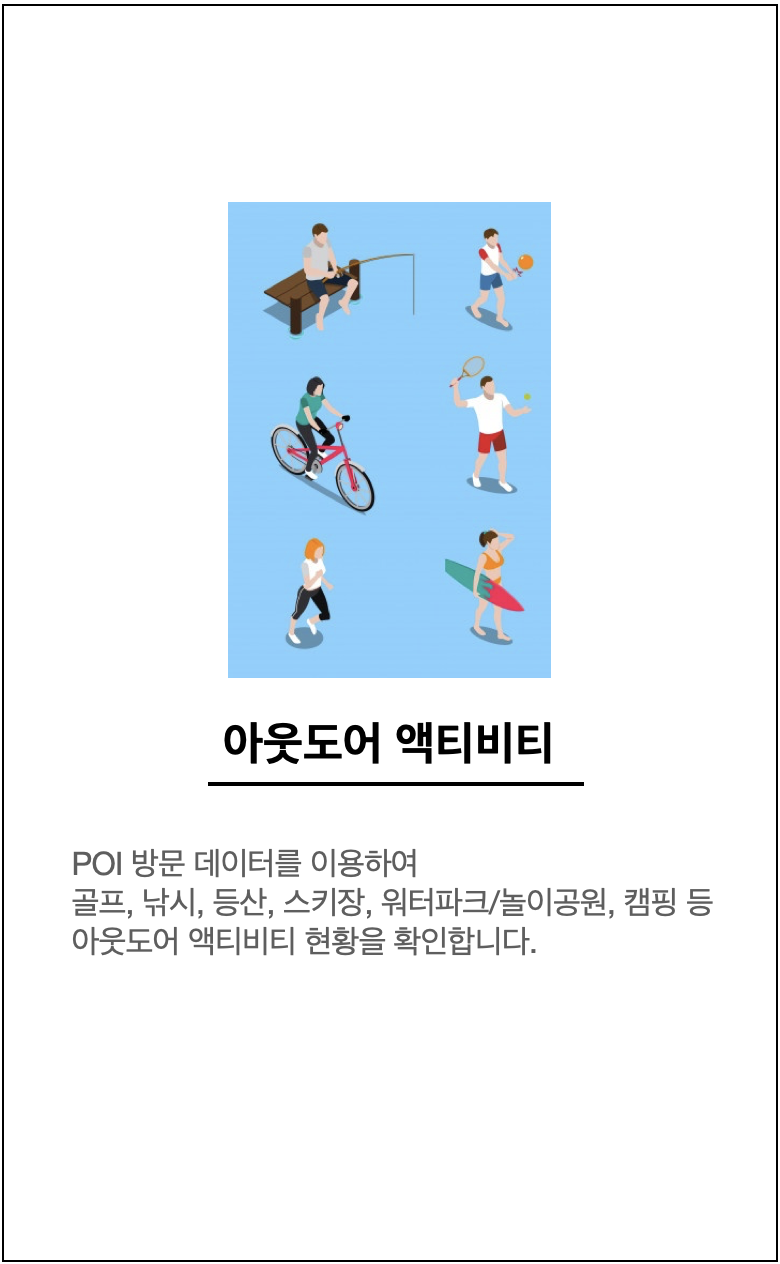 아웃도어 액티비티
POI 방문 데이터를 이용하여
골프, 낚시, 등산, 스키장, 워터파크/놀이공원, 캠핑 등
아웃도어 액티비티 현황을 확인합니다.